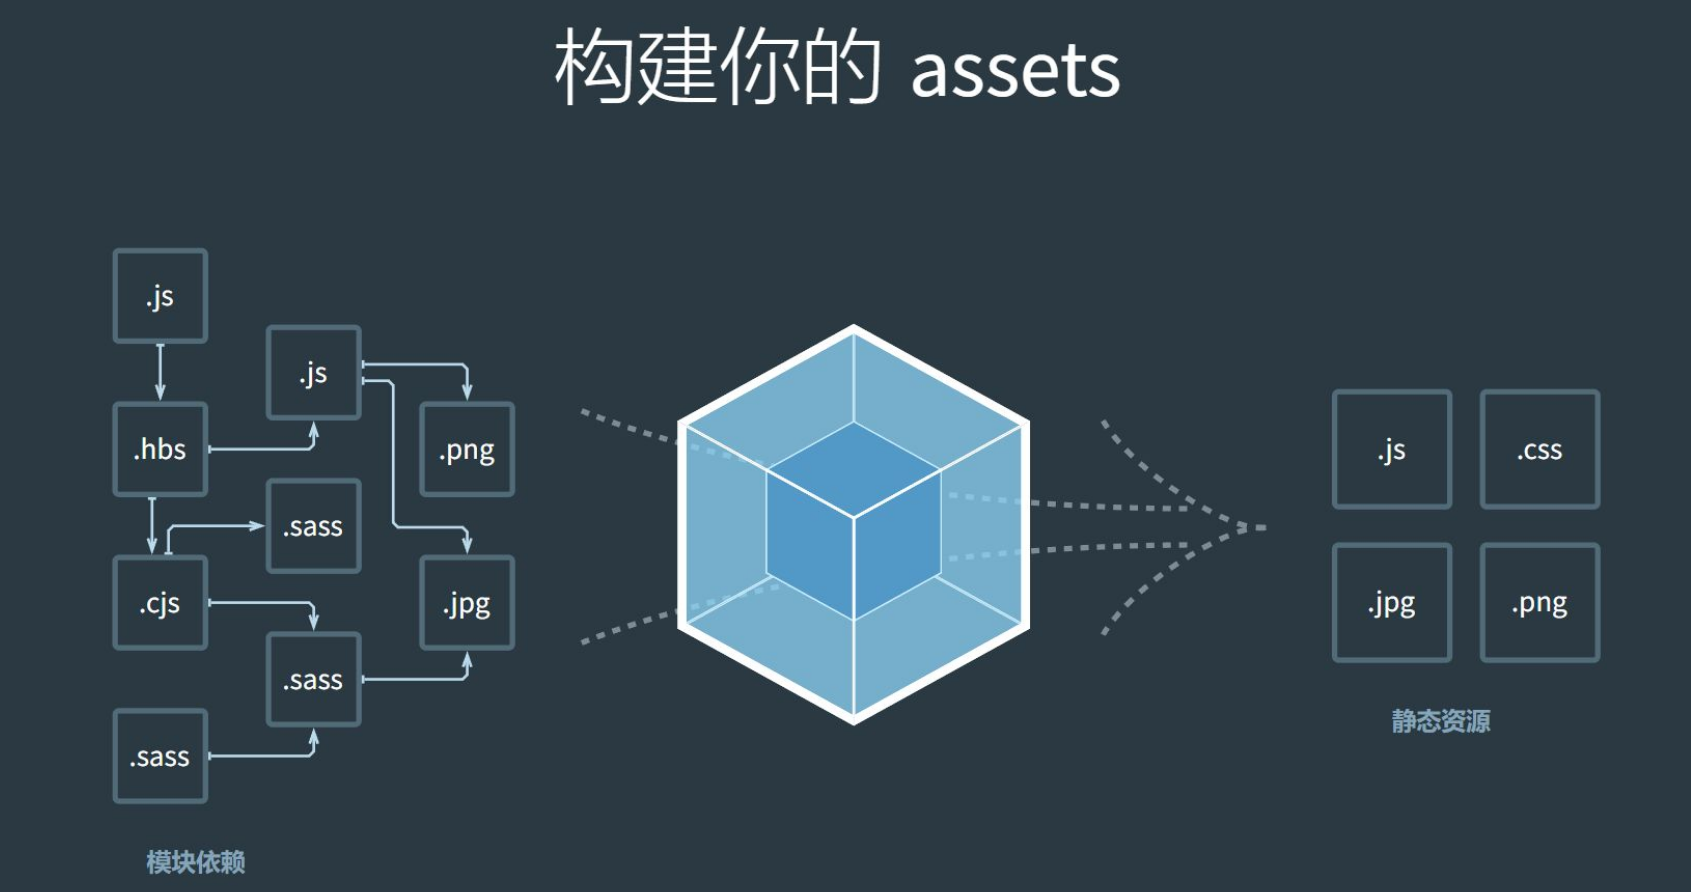 构建你的 assets
.js
.js
.hbs
.png
.sass
.cjs
.jpg
.sass
.sass
模块依赖
.js
.css
.jpg
.png
静态资源